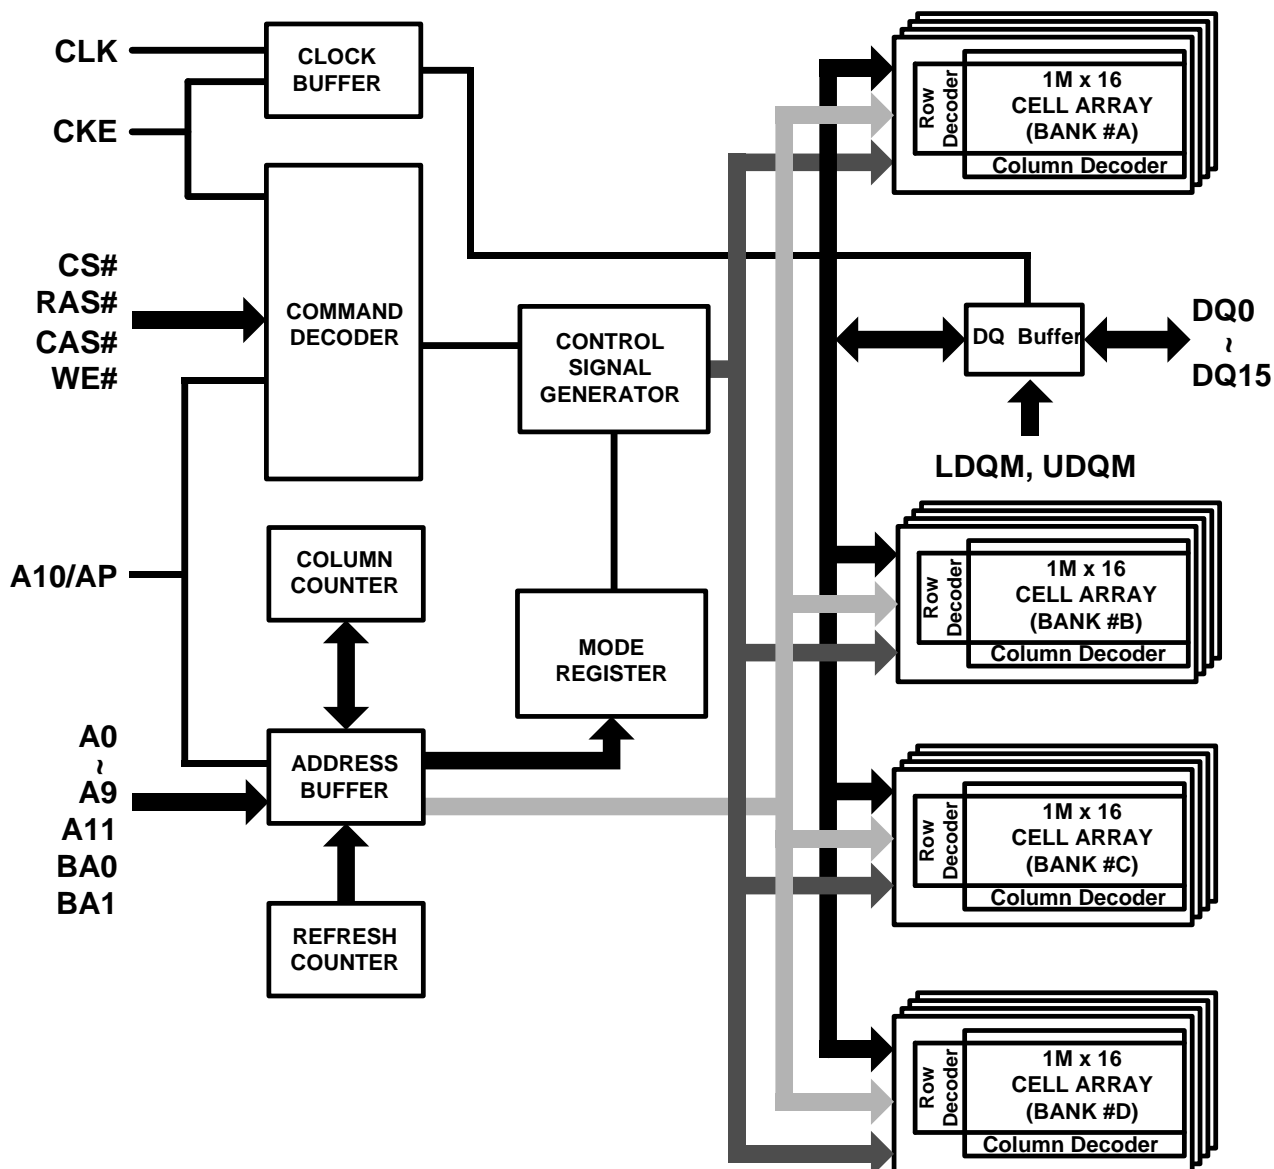 CLK
CKE
CS#
RAS#
CAS#
WE#
A10/AP
A0
~
A9
A11
BA0
BA1
CLOCK
BUFFER
COMMAND
DECODER
COLUMN
COUNTER
ADDRESS
BUFFER
REFRESH
COUNTER
CONTROL
SIGNAL
GENERATOR
MODE
REGISTER
Row
Decoder
1M x 16
CELL ARRAY
(BANK #A)
Column Decoder
DQ Buffer
DQ0
~
DQ15
LDQM, UDQM
Row
Decoder
1M x 16
CELL ARRAY
(BANK #B)
Column Decoder
Row
Decoder
1M x 16
CELL ARRAY
(BANK #C)
Column Decoder
Row
Decoder
1M x 16
CELL ARRAY
(BANK #D)
Column Decoder